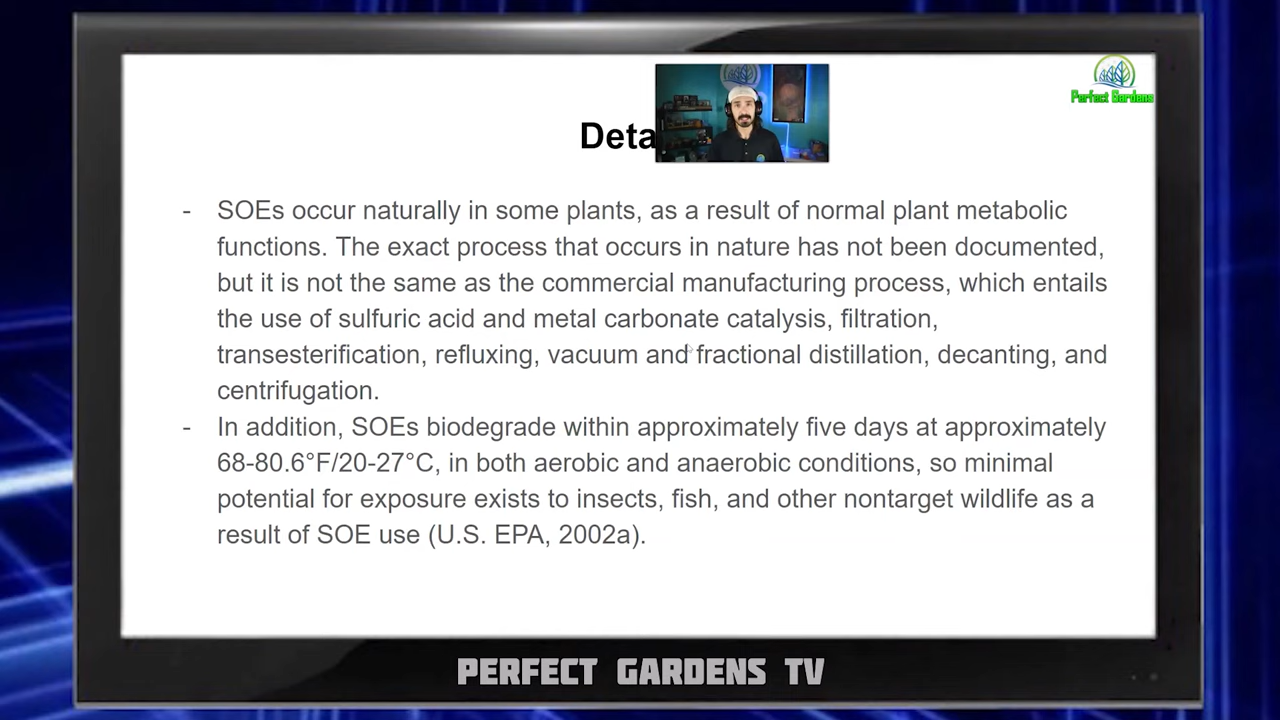 Perfect Gardens
Deta
- SOEs occur naturally in some plants, as a result of normal plant metabolic
functions. The exact process that occurs in nature has not been documented,
but it is not the same as the commercial manufacturing process, which entails
the use of sulfuric acid and metal carbonate catalysis, filtration,
transesterification, refluxing, vacuum and fractional distillation, decanting, and
centrifugation.
- In addition, SOEs biodegrade within approximately five days at approximately
68-80.6°F/20-27°C, in both aerobic and anaerobic conditions, so minimal
potential for exposure exists to insects, fish, and other nontarget wildlife as a
result of SOE use (U.S. EPA, 2002a).
PERFECT GARDENS TV